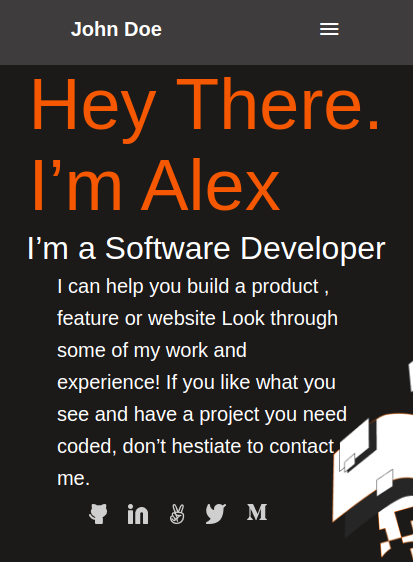 John Doe
Hey There.
I’m Alex
I’m a Software Developer
I can help you build a product ,
feature or website Look through
some of my work and
experience! If you like what you
see and have a project you need
coded, don’t hestiate to contact
me.